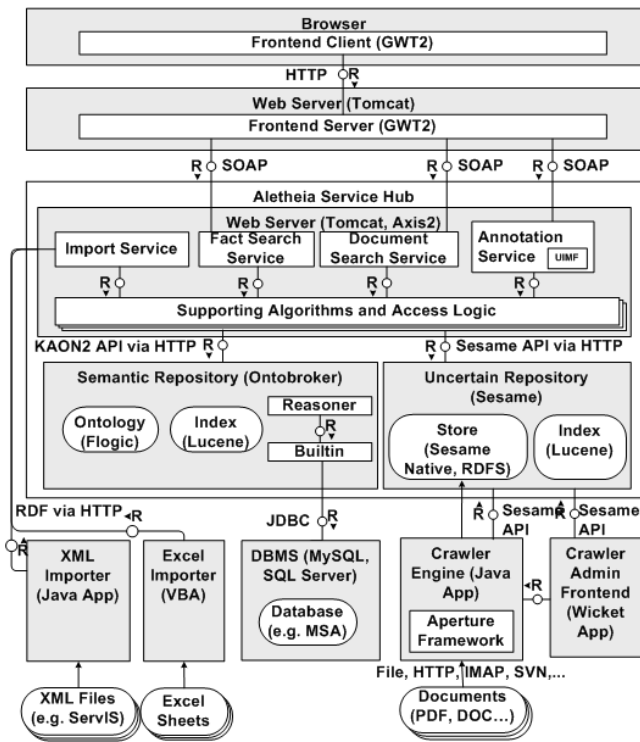 Browser
Frontend Client (GWT2)
HTTP
R
Web Server (Tomcat)
Frontend Server (GWT2)
R
SOAP
R
SOAP
R
SOAP
Aletheia Service Hub
Web Server (Tomcat, Axis2)
Import Service
Fact Search
Service
Document
Search Service
Annotation
Service
UIMF
R
R
R
R
Supporting Algorithms and Access Logic
KAON2 API via HTTP
R
R
Sesame API via HTTP
Semantic Repository (Ontobroker)
Ontology
(Flogic)
Index
(Lucene)
Reasoner
R
Builtin
Uncertain Repository
(Sesame)
Store
(Sesame
Native, RDFS)
Index
(Lucene)
RDF via HTTP
R
R
JDBC
R
R
Sesame
API
R
Sesame
API
XML
Importer
(Java App)
Excel
Importer
(VBA)
DBMS (MySQL,
SQL Server)
Database
(e.g. MSA)
Crawler
Engine (Java
App)
Aperture
Framework
R
Crawler
Admin
Frontend
(Wicket
App)
File, HTTP, IMAP, SVN,...
XML Files
(e.g. ServIS)
Excel
Sheets
Documents
(PDF, DOC...)